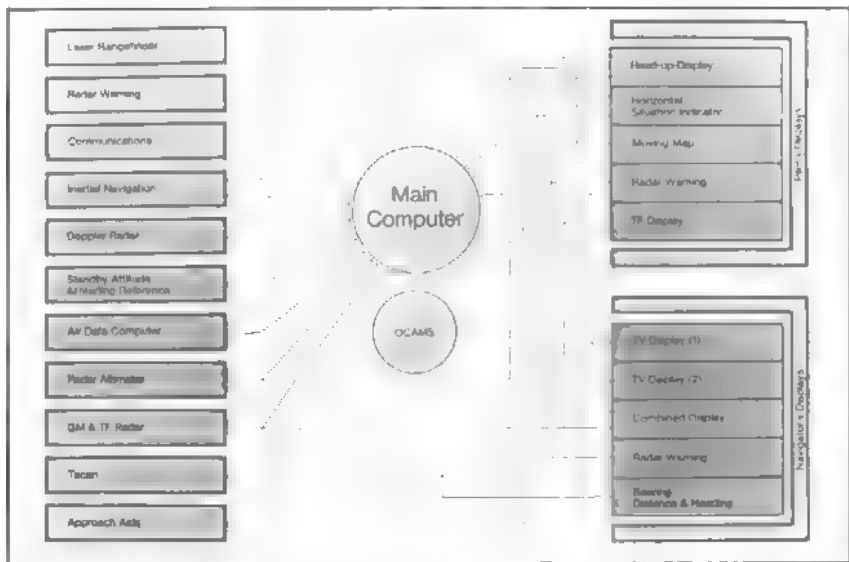 Laser Rangefinder
Radar Warning
Communications
Inertial Navigation
Doppler Radar
Standby Attitude
& Heading Reference
Air Data Computer
Radar Altimeter
GM & TF Radar
Tacan
Approach Aids
Main
Computer
OCAMS
Head-up-Display
Horizontal
Situation Indicator
Moving Map
Radar Warning
TF Display
Displays
TV Display (1)
TV Display (2)
Combined Display
Radar Warning
Bearing
Distance & Heading
Navigator's Displays